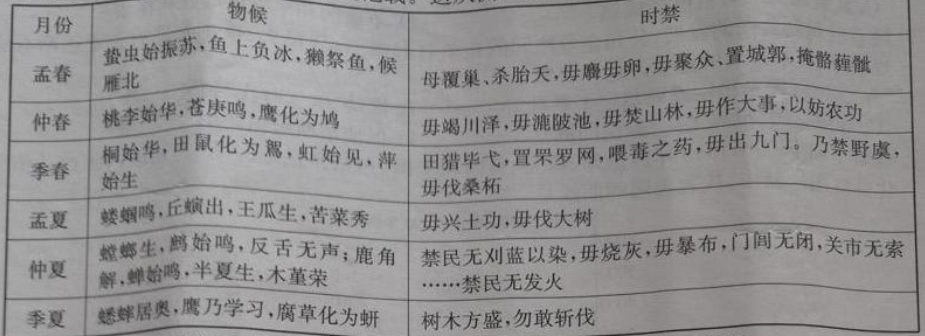 月份 物候 时禁
孟春 蛰虫始振苏,鱼上负冰,獭祭鱼,候
雁北
母覆巢、杀胎夭,毋麛毋卵,毋聚众、置城郭,掩骼薶骴
仲春 桃李始华,苍庚鸣,鹰化为鸠 毋竭川泽,毋漉陂池,毋焚山林,毋作大事,以妨农功
季春 桐始华,田鼠化为鴽,虹始见,萍
始生
田猎毕弋,置罘罗网,喂毒之药,毋出九门。乃禁野虞,
毋伐桑柘
孟夏 蝼蝈鸣,丘螾出,王瓜生,苦菜秀 毋兴土功,毋伐大树
仲夏 螳螂生,鵙始鸣,反舌无声;鹿角
解,蝉始鸣,半夏生,木堇荣
禁民无刈蓝以染,毋烧灰,毋暴布,门闾无闭,关市无索
……禁民无发火
季夏 蟋蟀居奥,鹰乃学习,腐草化为蚈 树木方盛,勿敢斩伐